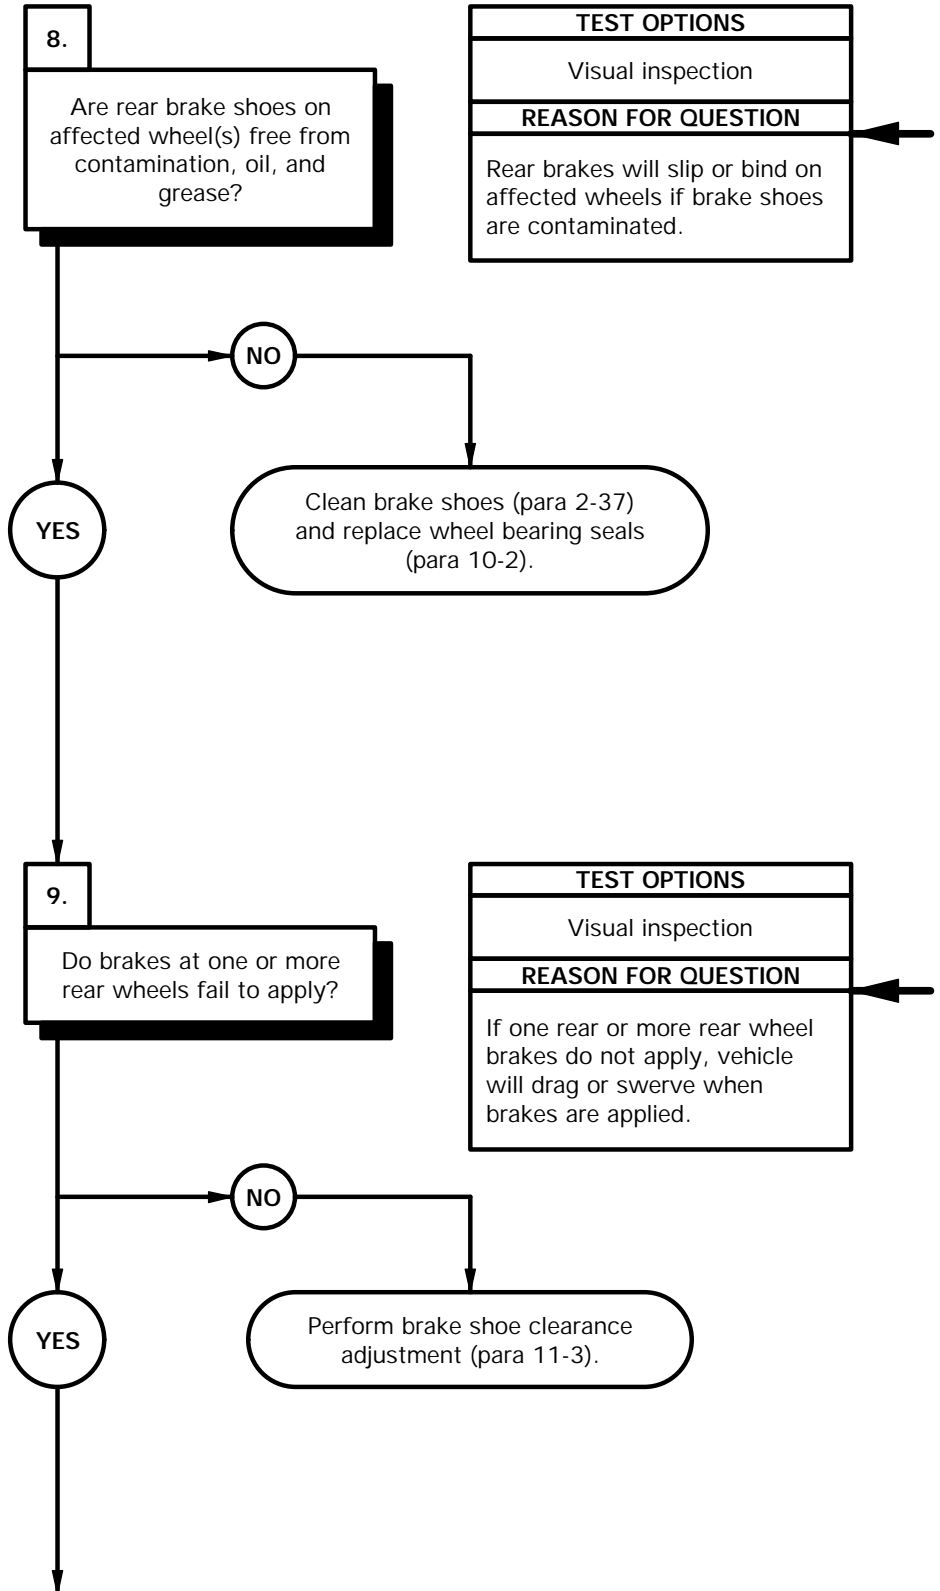 8.
Are rear brake shoes on
affected wheel(s) free from
contamination, oil, and
grease?
TEST OPTIONS
Visual inspection
REASON FOR QUESTION
Rear brakes will slip or bind on
affected wheels if brake shoes
are contaminated.
NO
Clean brake shoes (para 2-37)
and replace wheel bearing seals
(para 10-2).
YES
9.
Do brakes at one or more
rear wheels fail to apply?
TEST OPTIONS
Visual inspection
REASON FOR QUESTION
If one rear or more rear wheel
brakes do not apply, vehicle
will drag or swerve when
brakes are applied.
NO
Perform brake shoe clearance
adjustment (para 11-3).
YES